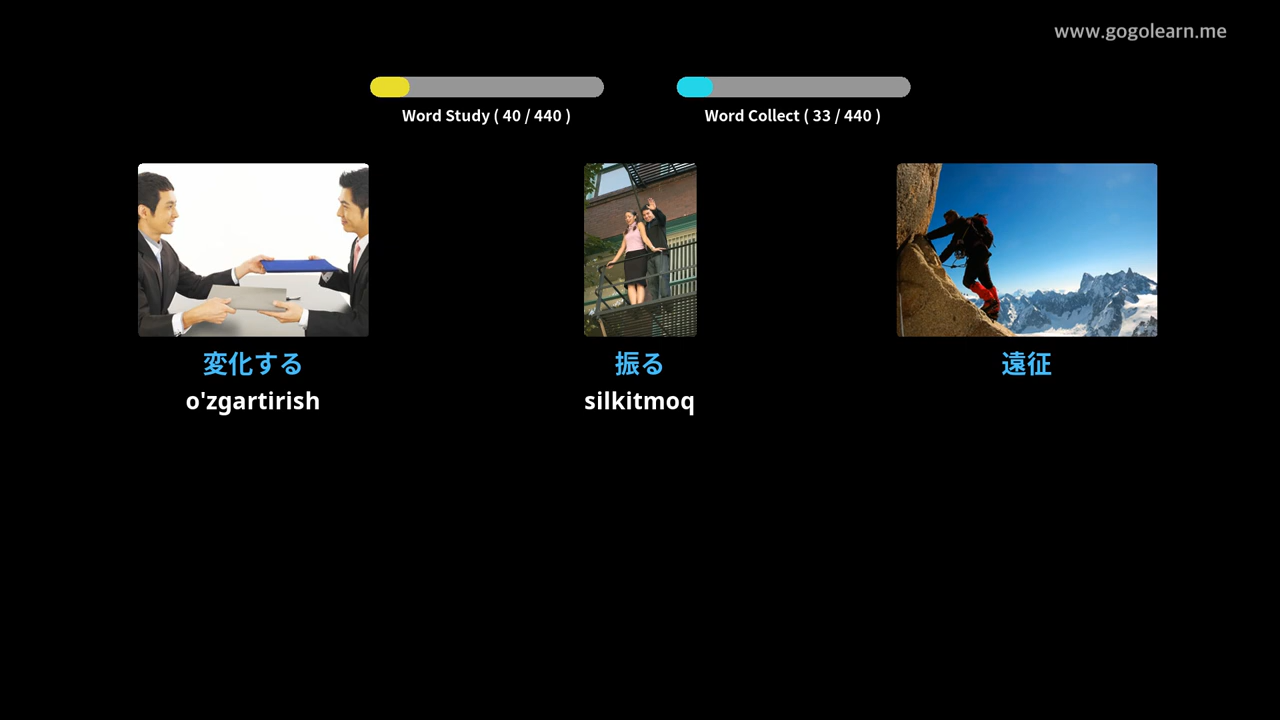 www.gogolearn.me
Word Study ( 40 / 440 )
Word Collect ( 33 / 440 )
変化する
振る
遠征
o'zgartirish
silkitmoq